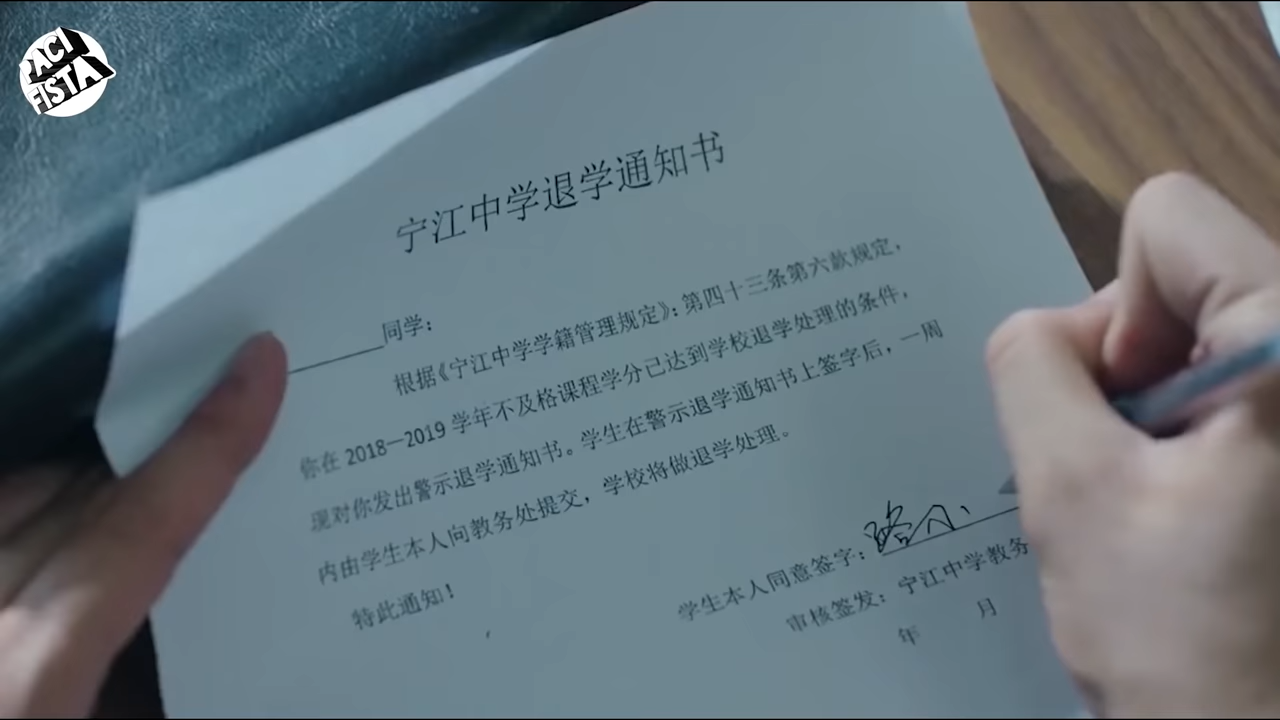 PACI
FISTA
宁江中学退学通知书
同学：
根据《宁江中学学籍管理规定》：第四十三条第六款规定，
你在 2018—2019 学年不及格课程学分已达到学校退学处理的条件，
现对你发出警示退学通知书。学生在警示退学通知书上签字后，一周
内由学生本人向教务处提交，学校将做退学处理。
特此通知！
学生本人同意签字：路
审核签发：宁江中学教务
年 月